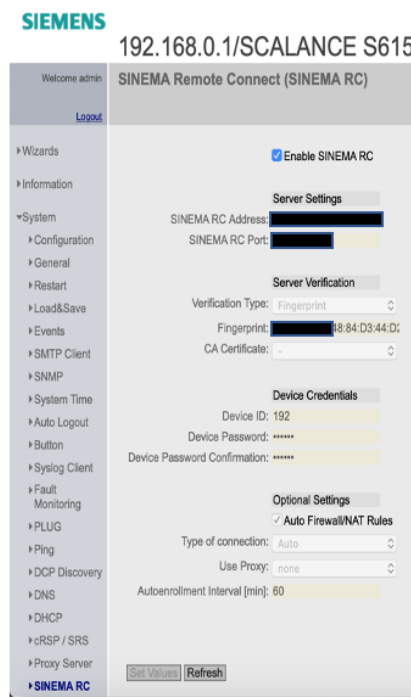 SIEMENS
192.168.0.1/SCALANCE S615
Welcome admin
Logout
SINEMA Remote Connect (SINEMA RC)
Wizards
Information
System
Configuration
General
Restart
Load&Save
Events
SMTP Client
SNMP
System Time
Auto Logout
Button
Syslog Client
Fault
Monitoring
PLUG
Ping
DCP Discovery
DNS
DHCP
cRSP / SRS
Proxy Server
SINEMA RC
Enable SINEMA RC
Server Settings
SINEMA RC Address:
SINEMA RC Port:
Server Verification
Verification Type: Fingerprint
Fingerprint: 48:84:D3:44:D2
CA Certificate: -
Device Credentials
Device ID: 192
Device Password: ••••••
Device Password Confirmation: ••••••
Optional Settings
Auto Firewall/NAT Rules
Type of connection: Auto
Use Proxy: none
Autoenrollment Interval [min]: 60
Set Values Refresh